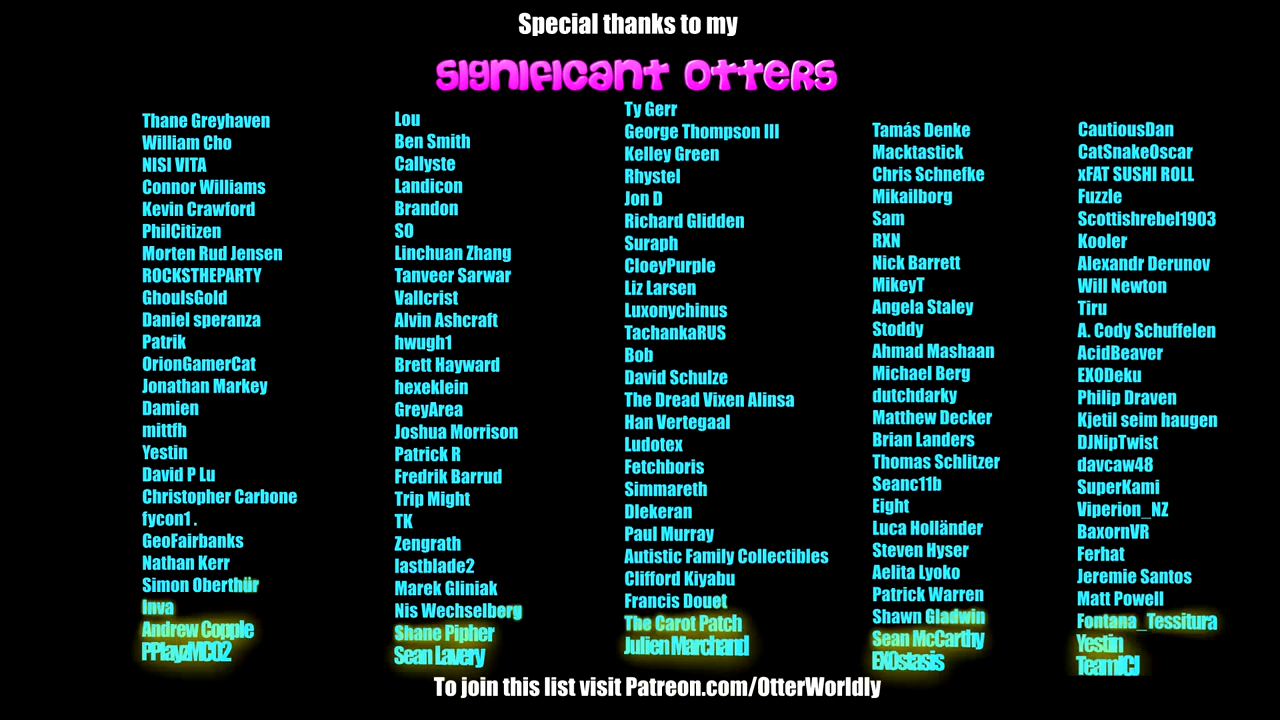 Special thanks to my
Significant Otters
Thane Greyhaven
William Cho
NISI VITA
Connor Williams
Kevin Crawford
PhilCitizen
Morten Rud Jensen
ROCKSTHEPARTY
GhoulsGold
Daniel speranza
Patrik
OrionGamerCat
Jonathan Markey
Damien
mittfh
Yestin
David P Lu
Christopher Carbone
fycon1 .
GeoFairbanks
Nathan Kerr
Simon Oberthür
Inva
Andrew Copple
PPlayzMC02
Lou
Ben Smith
Callyste
Landicon
Brandon
SO
Linchuan Zhang
Tanveer Sarwar
Vallcrist
Alvin Ashcraft
hwugh1
Brett Hayward
hexeklein
GreyArea
Joshua Morrison
Patrick R
Fredrik Barrud
Trip Might
TK
Zengrath
lastblade2
Marek Gliniak
Nis Wechselberg
Shane Pipher
Sean Lavery
Ty Gerr
George Thompson III
Kelley Green
Rhystel
Jon D
Richard Glidden
Suraph
CloeyPurple
Liz Larsen
Luxonychinus
TachankaRUS
Bob
David Schulze
The Dread Vixen Alinsa
Han Vertegaal
Ludotex
Fetchboris
Simmareth
Dlekeran
Paul Murray
Autistic Family Collectibles
Clifford Kiyabu
Francis Douet
The Carot Patch
Julien Marchand
Tamás Denke
Macktastick
Chris Schnefke
Mikailborg
Sam
RXN
Nick Barrett
MikeyT
Angela Staley
Stoddy
Ahmad Mashaan
Michael Berg
dutchdarky
Matthew Decker
Brian Landers
Thomas Schlitzer
Seanc11b
Eight
Luca Holländer
Steven Hyser
Aelita Lyoko
Patrick Warren
Shawn Gladwin
Sean McCarthy
EXOstasis
CautiousDan
CatSnakeOscar
xFAT SUSHI ROLL
Fuzzle
Scottishrebel1903
Kooler
Alexandr Derunov
Will Newton
Tiru
A. Cody Schuffelen
AcidBeaver
EXODeku
Philip Draven
Kjetil seim haugen
DJNipTwist
davcaw48
SuperKami
Viperion_NZ
BaxornVR
Ferhat
Jeremie Santos
Matt Powell
Fontana_Tessitura
Yestin
TeamICJ
To join this list visit Patreon.com/OtterWorldly